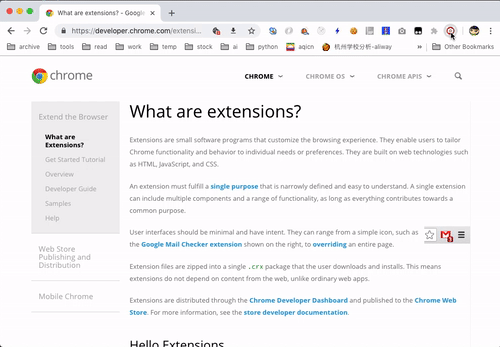 What are extensions? - Google
https://developer.chrome.com/extensi...
archive tools read work temp stock ai python aqicn 杭州学校分析-aliway » Other Bookmarks
chrome CHROME CHROME OS CHROME APIS
Extend the Browser
What are Extensions?
Get Started Tutorial
Overview
Developer Guide
Samples
Help
Web Store Publishing and Distribution
Mobile Chrome
What are extensions?
Extensions are small software programs that customize the browsing experience. They enable users to tailor
Chrome functionality and behavior to individual needs or preferences. They are built on web technologies such
as HTML, JavaScript, and CSS.
An extension must fulfill a single purpose that is narrowly defined and easy to understand. A single extension
can include multiple components and a range of functionality, as long as everything contributes towards a
common purpose.
User interfaces should be minimal and have intent. They can range from a simple icon, such as
the Google Mail Checker extension shown on the right, to overriding an entire page.
Extension files are zipped into a single .crx package that the user downloads and installs. This means
extensions do not depend on content from the web, unlike ordinary web apps.
Extensions are distributed through the Chrome Developer Dashboard and published to the Chrome Web
Store. For more information, see the store developer documentation.
Hello Extensions